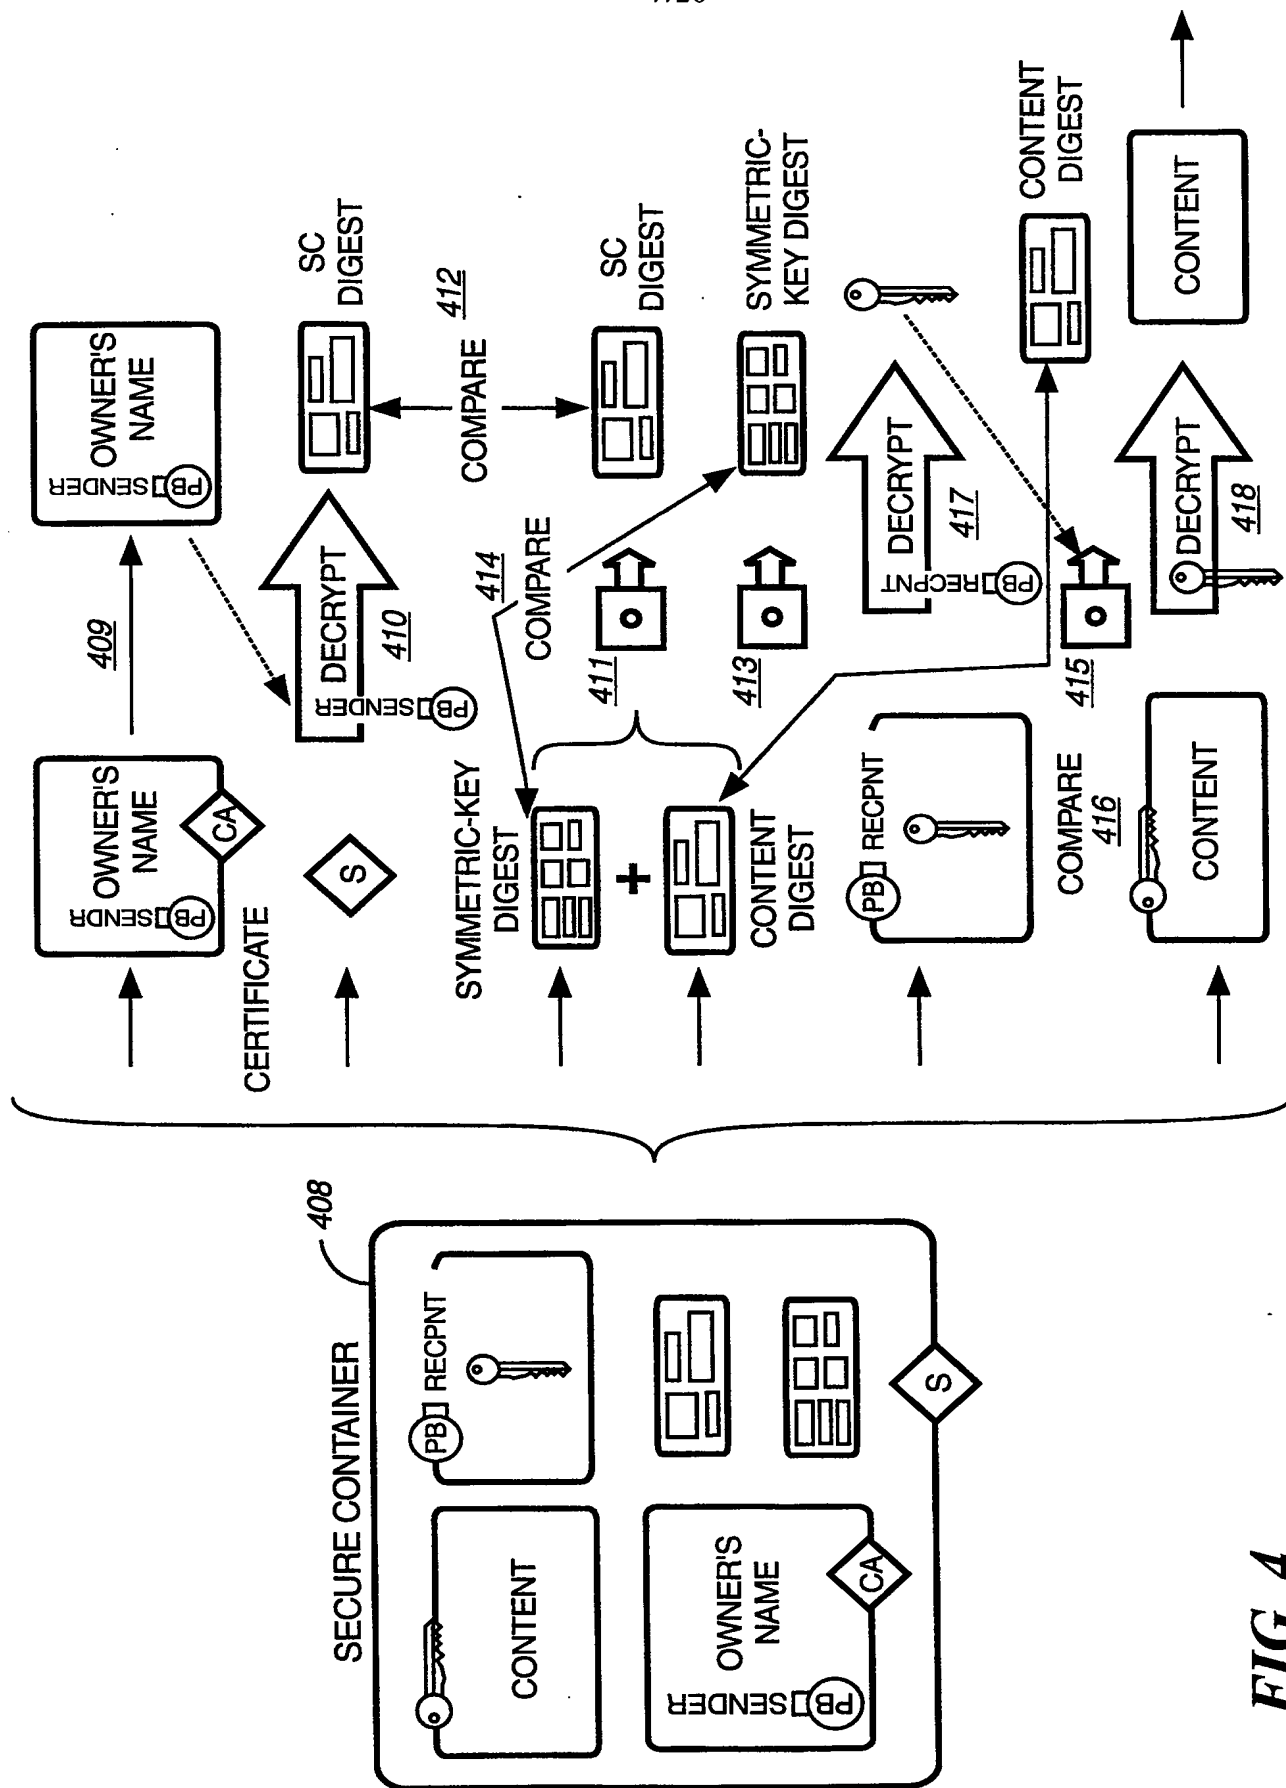 SECURE CONTAINER
408
CONTENT
PB RECPNT
OWNER'S
NAME
PB SENDER
CA
S
OWNER'S
NAME
PB SENDR
CA
CERTIFICATE
409
OWNER'S
NAME
PB SENDER
S
PB SENDER
DECRYPT
410
SC
DIGEST
COMPARE
412
SYMMETRIC-KEY
DIGEST
+
CONTENT
DIGEST
COMPARE
414
411
SC
DIGEST
413
SYMMETRIC-
KEY DIGEST
PB RECPNT
PB RECPNT
DECRYPT
417
COMPARE
416
415
CONTENT
DIGEST
CONTENT
DECRYPT
418
CONTENT
FIG. 4